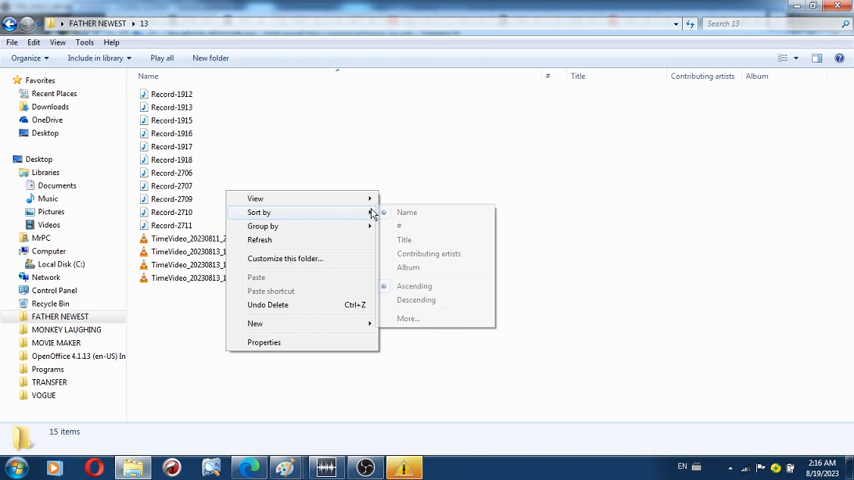 FATHER NEWEST
13
Search 13
File
Edit
View
Tools
Help
Organize
Include in library
Play all
New folder
Name
#
Title
Contributing artists
Album
Favorites
Recent Places
Downloads
OneDrive
Desktop
Desktop
Libraries
Documents
Music
Pictures
Videos
MrPC
Computer
Local Disk (C:)
Network
Control Panel
Recycle Bin
FATHER NEWEST
MONKEY LAUGHING
MOVIE MAKER
OpenOffice 4.1.13 (en-US) In
Programs
TRANSFER
VOGUE
Record-1912
Record-1913
Record-1915
Record-1916
Record-1917
Record-1918
Record-2706
Record-2707
Record-2709
Record-2710
Record-2711
TimeVideo_20230811_2
TimeVideo_20230813_1
TimeVideo_20230813_1
TimeVideo_20230813_1
View
Sort by
Group by
Refresh
Customize this folder...
Paste
Paste shortcut
Undo Delete Ctrl+Z
New
Properties
Name
#
Title
Contributing artists
Album
Ascending
Descending
More...
15 items
EN
2:16 AM
8/19/2023